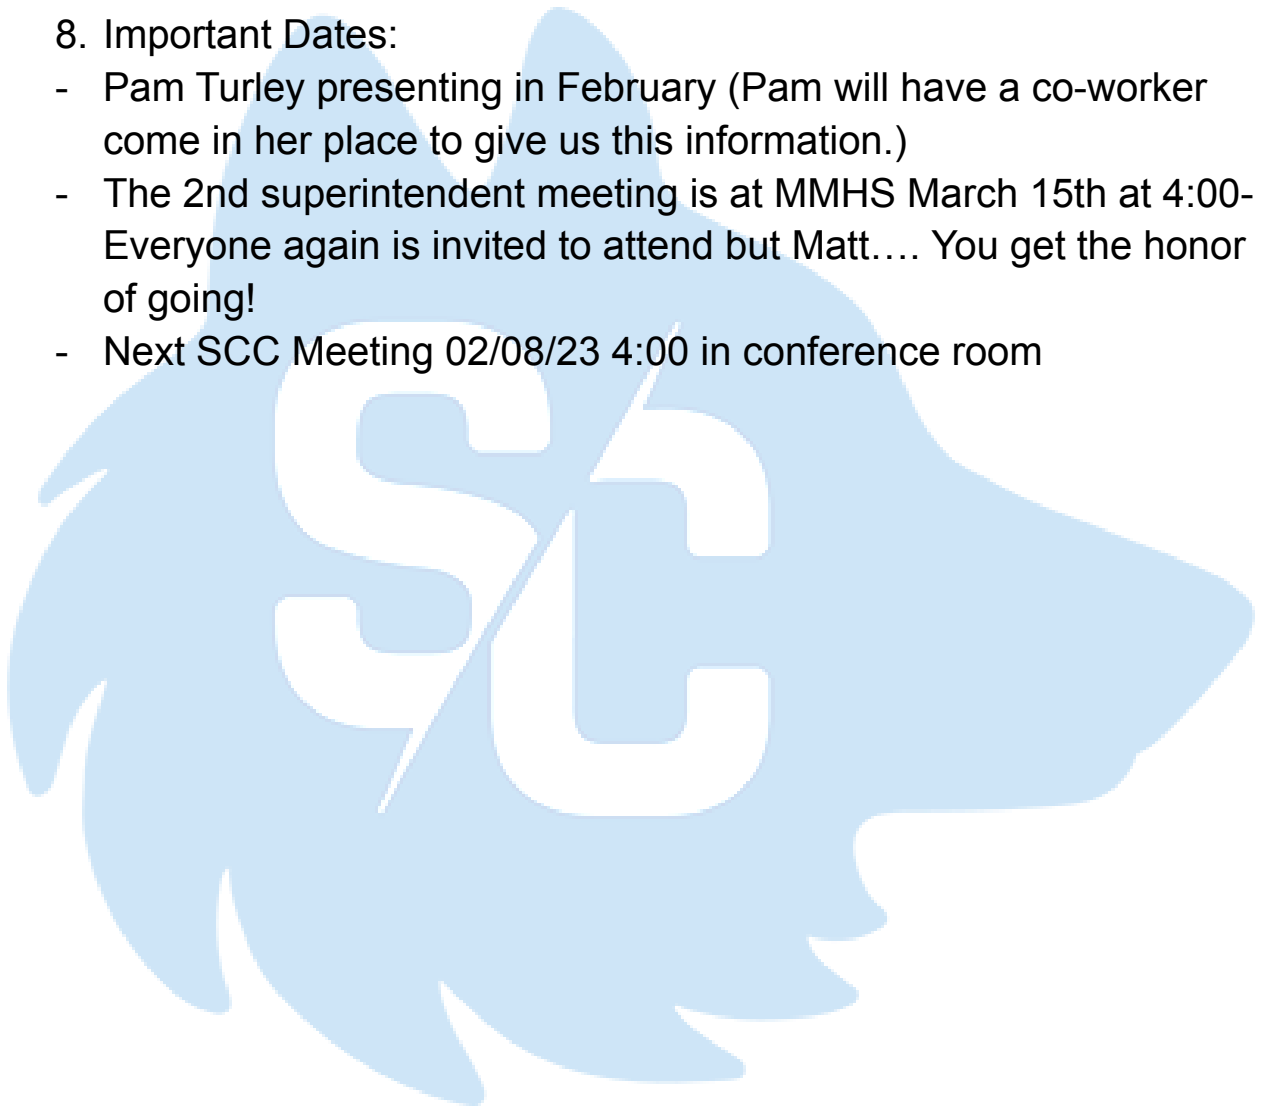 8. Important Dates:
- Pam Turley presenting in February (Pam will have a co-worker
come in her place to give us this information.)
- The 2nd superintendent meeting is at MMHS March 15th at 4:00-
Everyone again is invited to attend but Matt…. You get the honor
of going!
- Next SCC Meeting 02/08/23 4:00 in conference room
SC